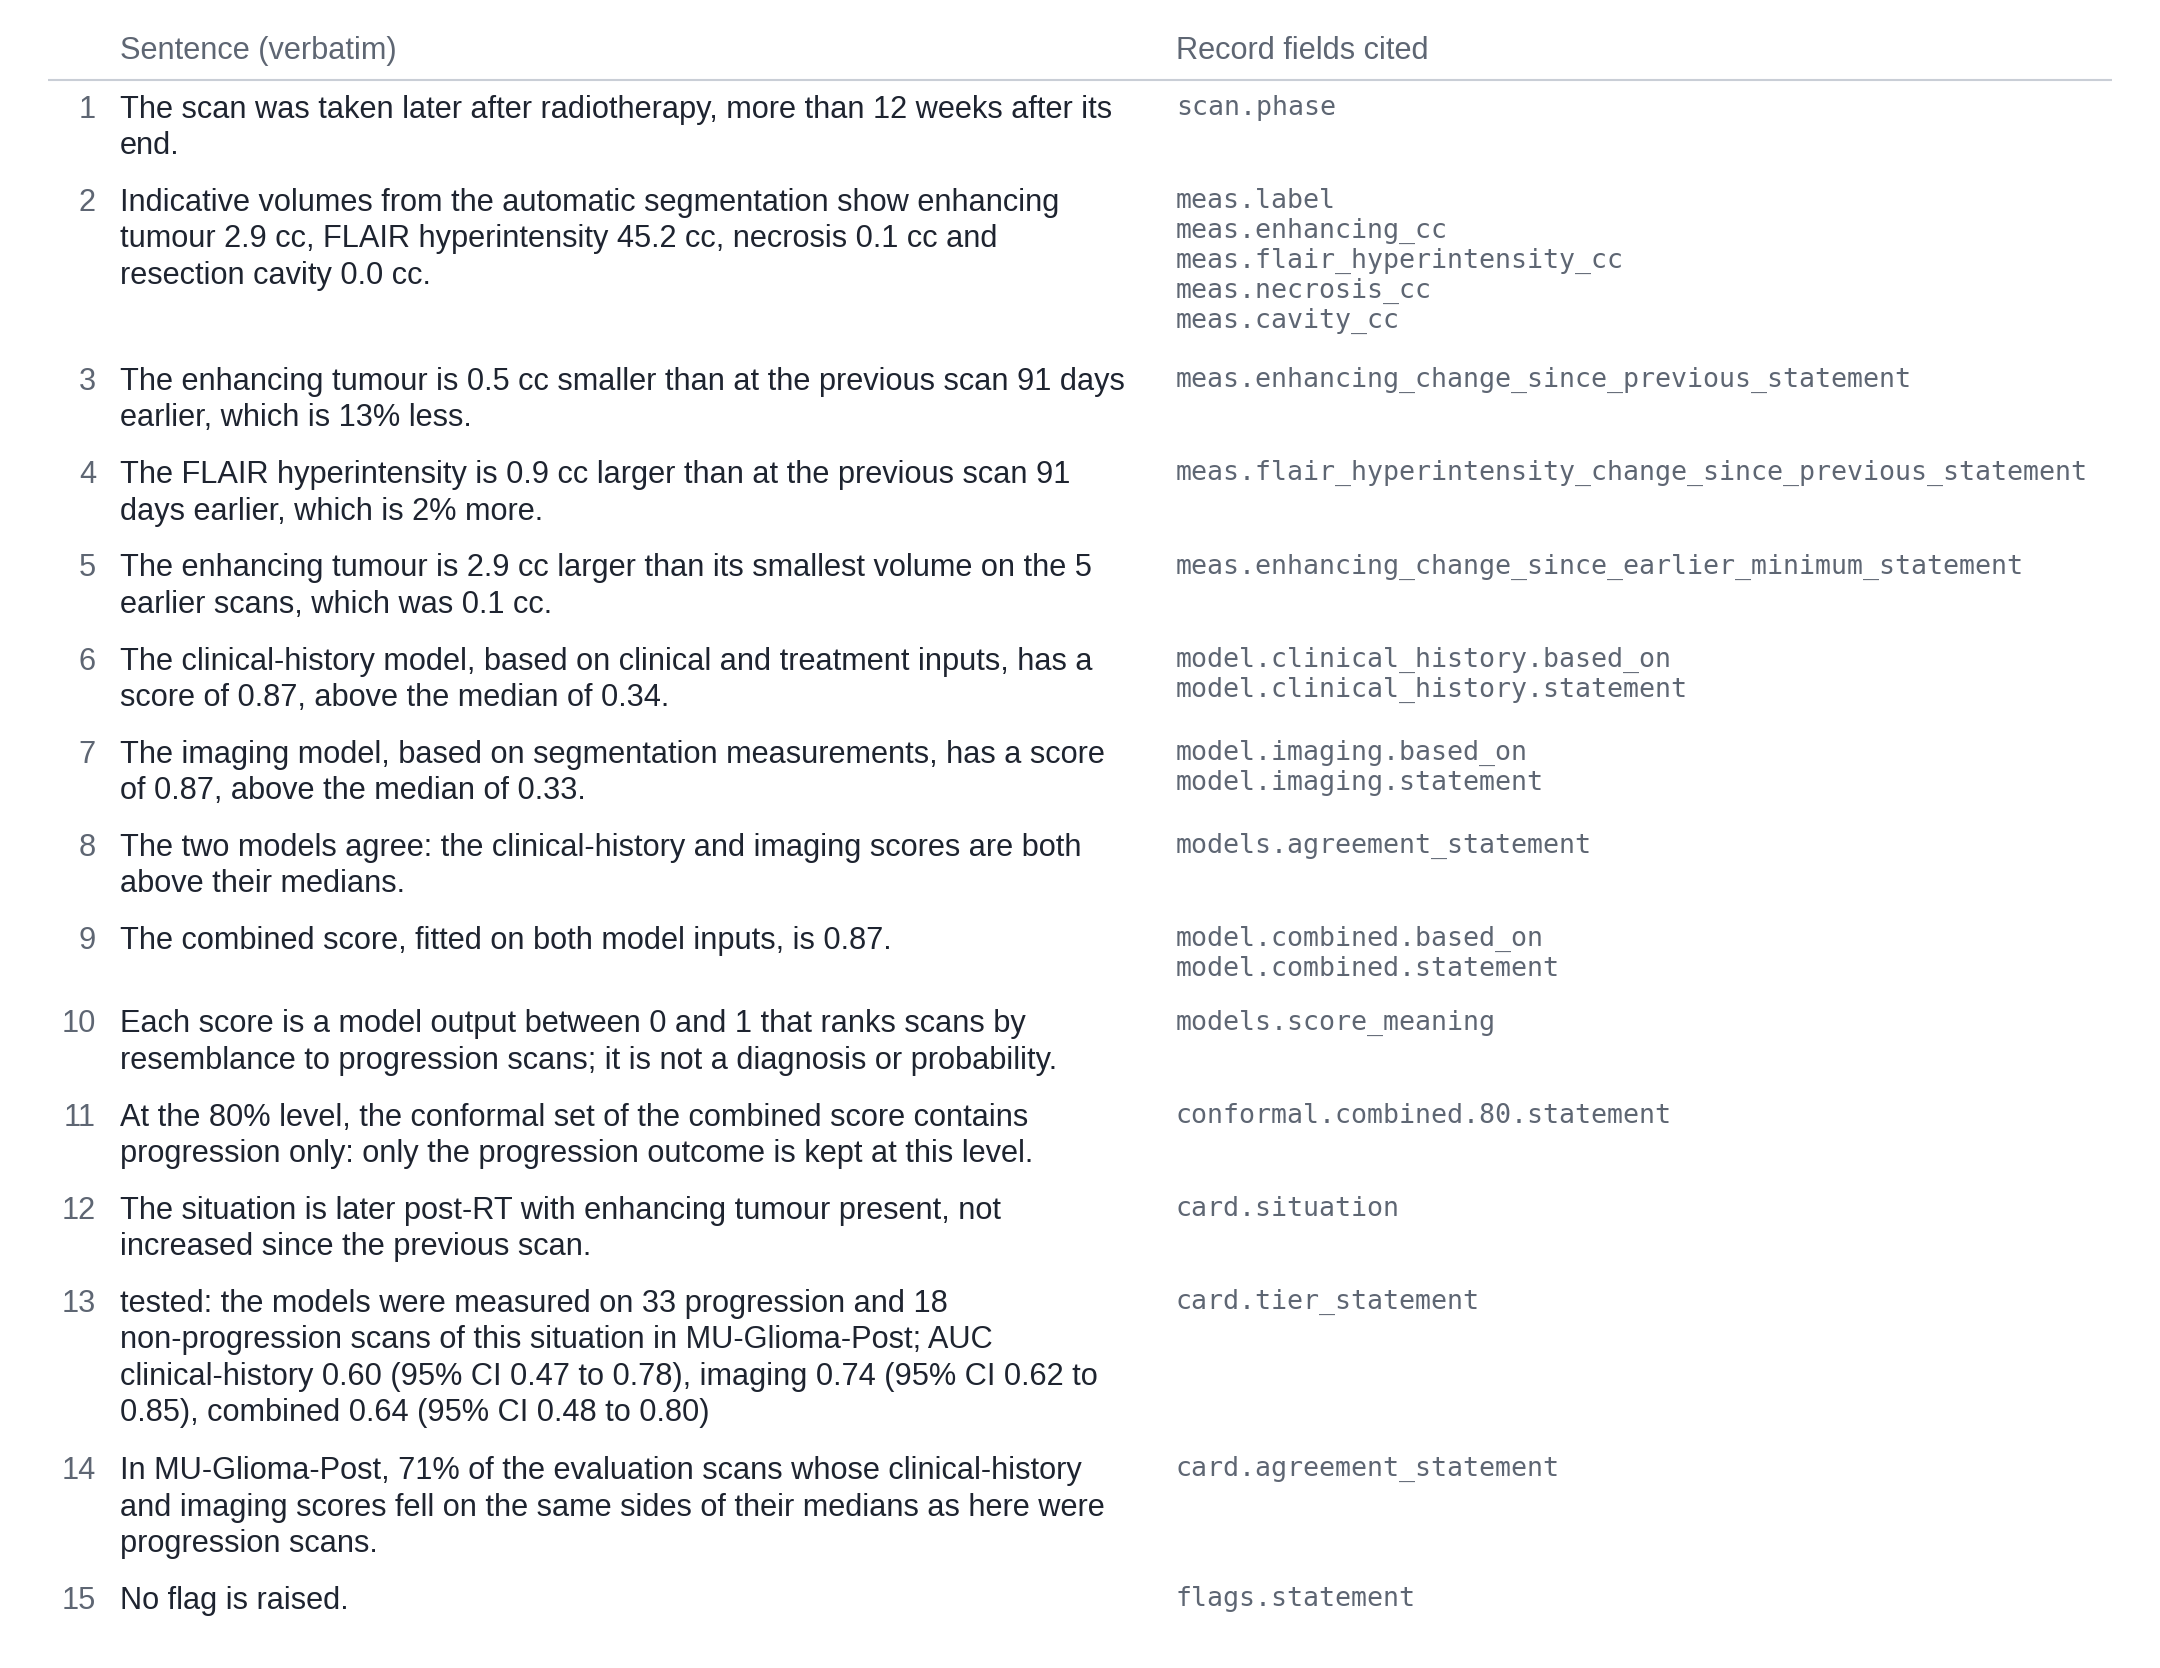 Sentence (verbatim) Record fields cited
1 The scan was taken later after radiotherapy, more than 12 weeks after its scan.phase
end.
2 Indicative volumes from the automatic segmentation show enhancing meas.label
tumour 2.9 cc, FLAIR hyperintensity 45.2 cc, necrosis 0.1 cc and meas.enhancing_cc
resection cavity 0.0 cc. meas.flair_hyperintensity_cc
meas.necrosis_cc
meas.cavity_cc
3 The enhancing tumour is 0.5 cc smaller than at the previous scan 91 days meas.enhancing_change_since_previous_statement
earlier, which is 13% less.
4 The FLAIR hyperintensity is 0.9 cc larger than at the previous scan 91 meas.flair_hyperintensity_change_since_previous_statement
days earlier, which is 2% more.
5 The enhancing tumour is 2.9 cc larger than its smallest volume on the 5 meas.enhancing_change_since_earlier_minimum_statement
earlier scans, which was 0.1 cc.
6 The clinical-history model, based on clinical and treatment inputs, has a model.clinical_history.based_on
score of 0.87, above the median of 0.34. model.clinical_history.statement
7 The imaging model, based on segmentation measurements, has a score model.imaging.based_on
of 0.87, above the median of 0.33. model.imaging.statement
8 The two models agree: the clinical-history and imaging scores are both models.agreement_statement
above their medians.
9 The combined score, fitted on both model inputs, is 0.87. model.combined.based_on
model.combined.statement
10 Each score is a model output between 0 and 1 that ranks scans by models.score_meaning
resemblance to progression scans; it is not a diagnosis or probability.
11 At the 80% level, the conformal set of the combined score contains conformal.combined.80.statement
progression only: only the progression outcome is kept at this level.
12 The situation is later post-RT with enhancing tumour present, not card.situation
increased since the previous scan.
13 tested: the models were measured on 33 progression and 18 card.tier_statement
non-progression scans of this situation in MU-Glioma-Post; AUC
clinical-history 0.60 (95% CI 0.47 to 0.78), imaging 0.74 (95% CI 0.62 to
0.85), combined 0.64 (95% CI 0.48 to 0.80)
14 In MU-Glioma-Post, 71% of the evaluation scans whose clinical-history card.agreement_statement
and imaging scores fell on the same sides of their medians as here were
progression scans.
15 No flag is raised. flags.statement